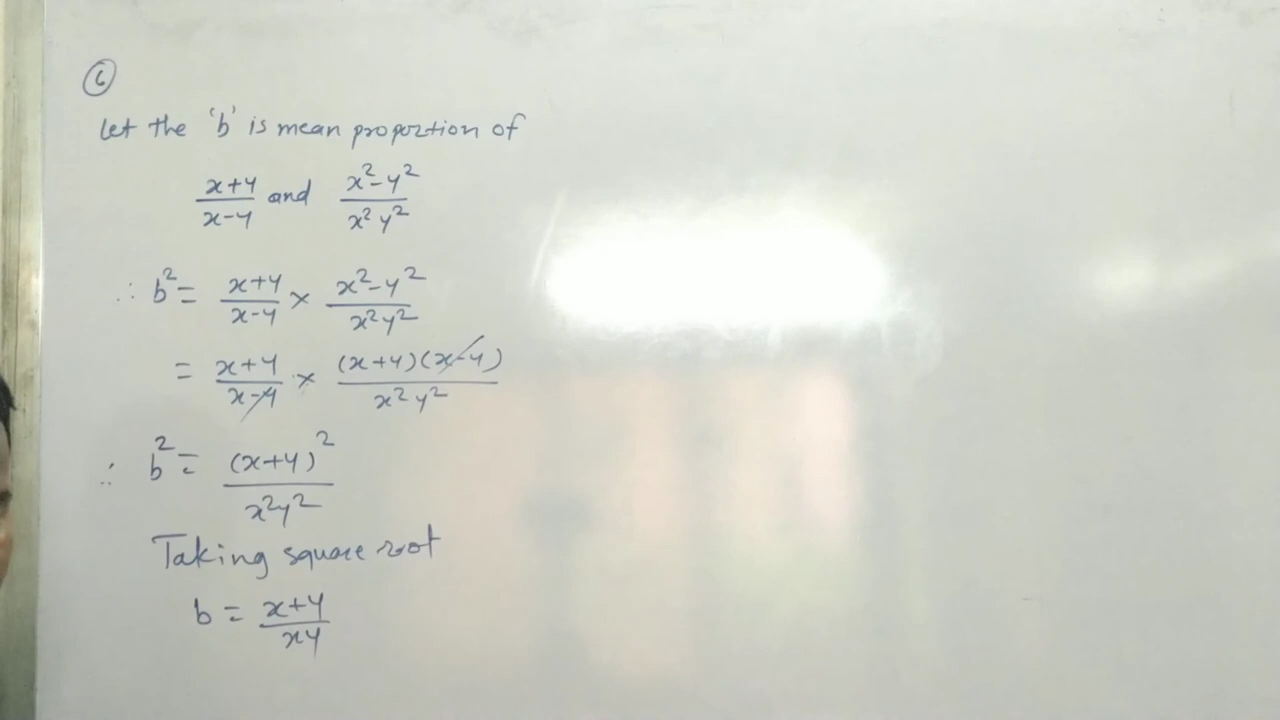 ⑥
Let the 'b' is mean proportion of
x+y/x-y and x²-y²/x²y²
∴ b² = x+y/x-y × x²-y²/x²y²
= x+y/x-y × (x+y)(x-y)/x²y²
∴ b² = (x+y)²/x²y²
Taking square root
b = x+y/xy